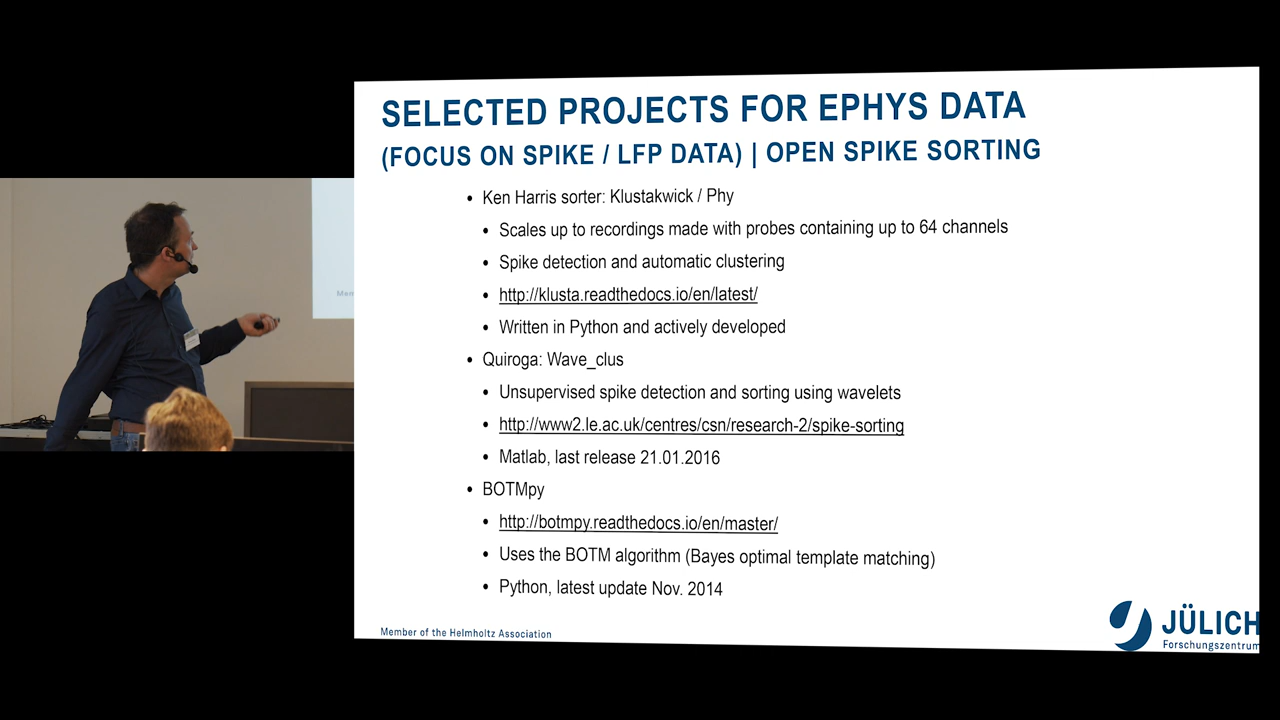 SELECTED PROJECTS FOR EPHYS DATA
(FOCUS ON SPIKE / LFP DATA) | OPEN SPIKE SORTING
• Ken Harris sorter: Klustakwick / Phy
• Scales up to recordings made with probes containing up to 64 channels
• Spike detection and automatic clustering
• http://klusta.readthedocs.io/en/latest/
• Written in Python and actively developed
• Quiroga: Wave_clus
• Unsupervised spike detection and sorting using wavelets
• http://www2.le.ac.uk/centres/csn/research-2/spike-sorting
• Matlab, last release 21.01.2016
• BOTMpy
• http://botmpy.readthedocs.io/en/master/
• Uses the BOTM algorithm (Bayes optimal template matching)
• Python, latest update Nov. 2014
Member of the Helmholtz Association
JÜLICH
Forschungszentrum